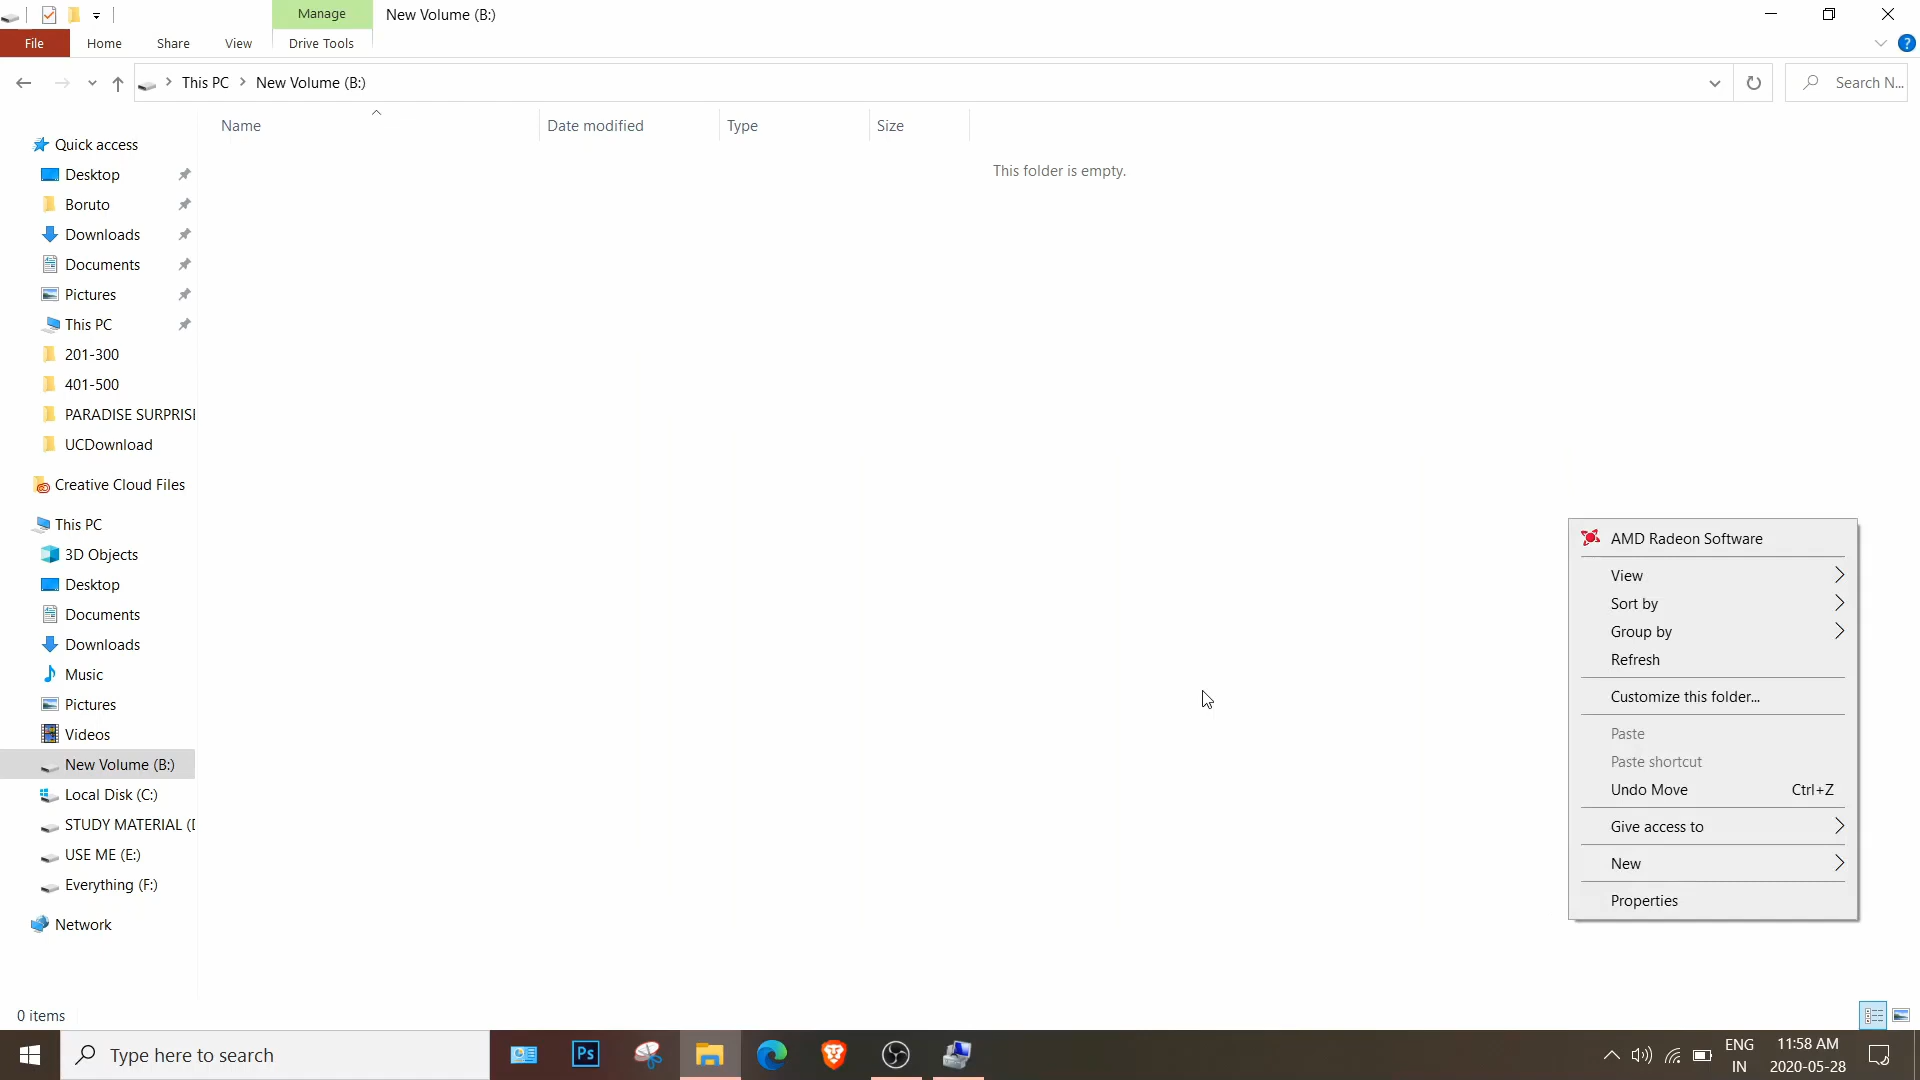 Manage
New Volume (B:)
File
Home
Share
View
Drive Tools
?
This PC
New Volume (B:)
Search N...
Name
Date modified
Type
Size
This folder is empty.
Quick access
Desktop
Boruto
Downloads
Documents
Pictures
This PC
201-300
401-500
PARADISE SURPRISI
UCDownload
Creative Cloud Files
This PC
3D Objects
Desktop
Documents
Downloads
Music
Pictures
Videos
New Volume (B:)
Local Disk (C:)
STUDY MATERIAL (D
USE ME (E:)
Everything (F:)
Network
AMD Radeon Software
View
Sort by
Group by
Refresh
Customize this folder...
Paste
Paste shortcut
Undo Move Ctrl+Z
Give access to
New
Properties
0 items
Type here to search
Ps
ENG
IN
11:58 AM
2020-05-28